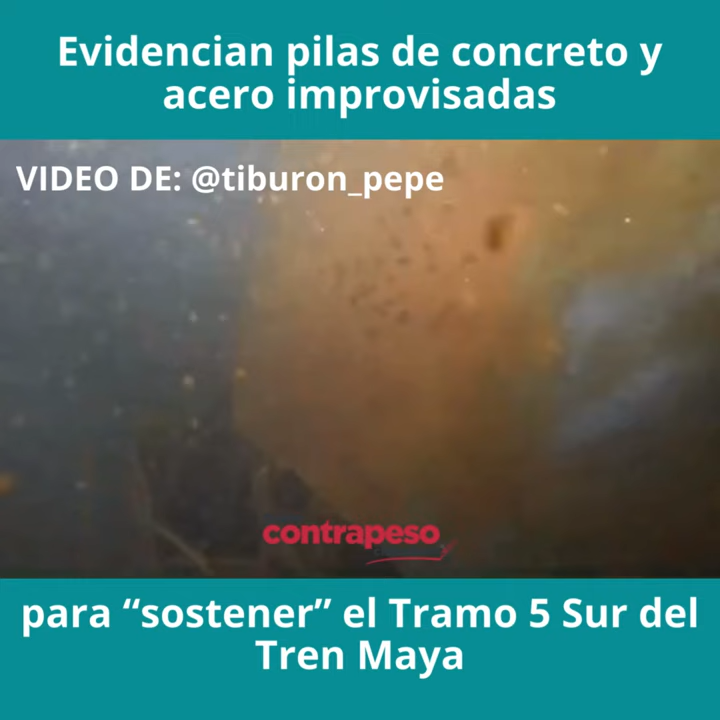 Evidencian pilas de concreto y
acero improvisadas
VIDEO DE: @tiburon_pepe
contrapeso
para “sostener” el Tramo 5 Sur del
Tren Maya